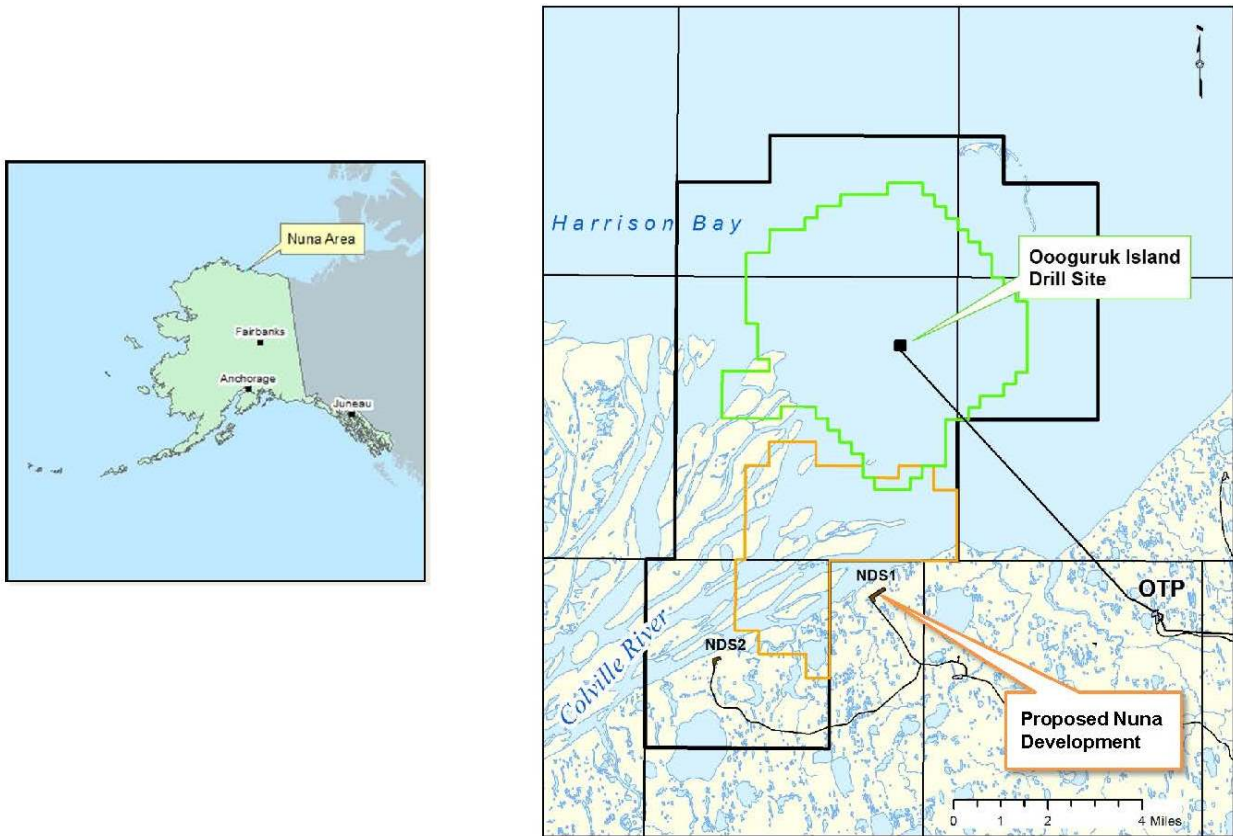 Nuna Area
Fairbanks
Anchorage
Juneau
Harrison Bay
Oooguruk Island
Drill Site
NDS1
OTP
NDS2
Colville River
Proposed Nuna
Development
0 1 2 4 Miles